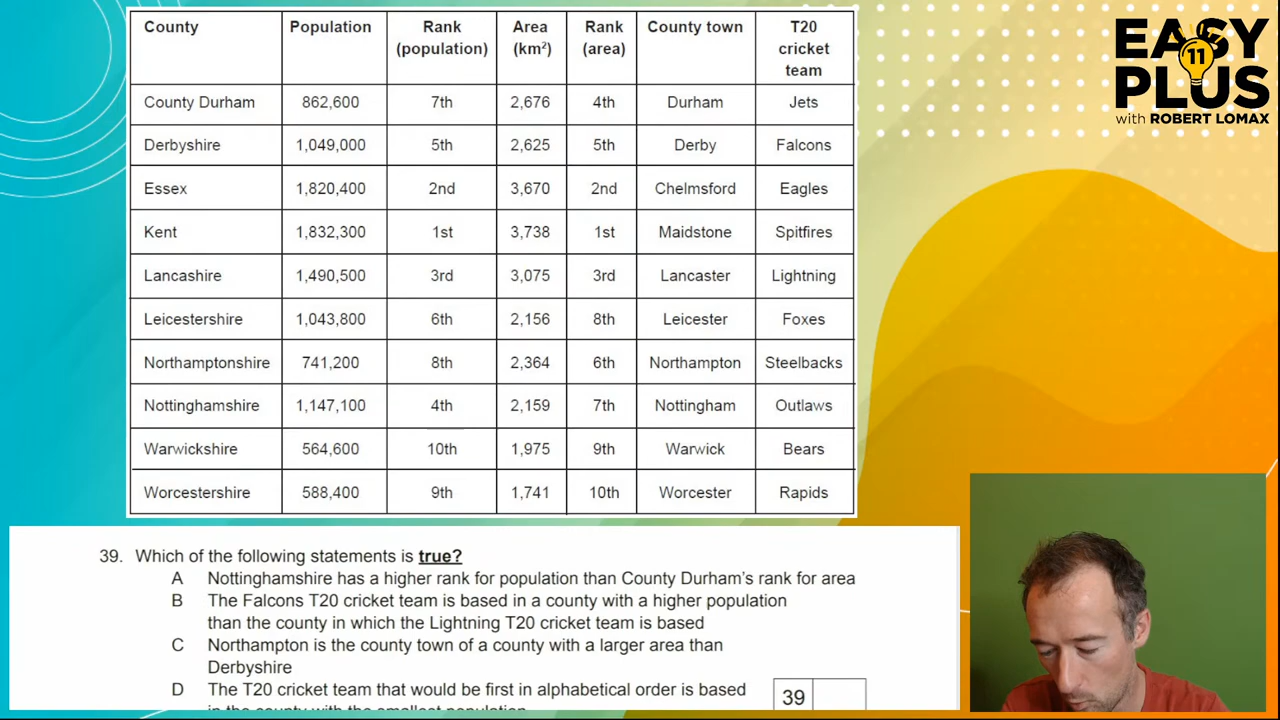 County Population Rank (population) Area (km²) Rank (area) County town T20 cricket team
County Durham 862,600 7th 2,676 4th Durham Jets
Derbyshire 1,049,000 5th 2,625 5th Derby Falcons
Essex 1,820,400 2nd 3,670 2nd Chelmsford Eagles
Kent 1,832,300 1st 3,738 1st Maidstone Spitfires
Lancashire 1,490,500 3rd 3,075 3rd Lancaster Lightning
Leicestershire 1,043,800 6th 2,156 8th Leicester Foxes
Northamptonshire 741,200 8th 2,364 6th Northampton Steelbacks
Nottinghamshire 1,147,100 4th 2,159 7th Nottingham Outlaws
Warwickshire 564,600 10th 1,975 9th Warwick Bears
Worcestershire 588,400 9th 1,741 10th Worcester Rapids
EASY
11
PLUS
with ROBERT LOMAX
39. Which of the following statements is true?
A Nottinghamshire has a higher rank for population than County Durham's rank for area
B The Falcons T20 cricket team is based in a county with a higher population
than the county in which the Lightning T20 cricket team is based
C Northampton is the county town of a county with a larger area than
Derbyshire
D The T20 cricket team that would be first in alphabetical order is based
in the county with the smallest population
39